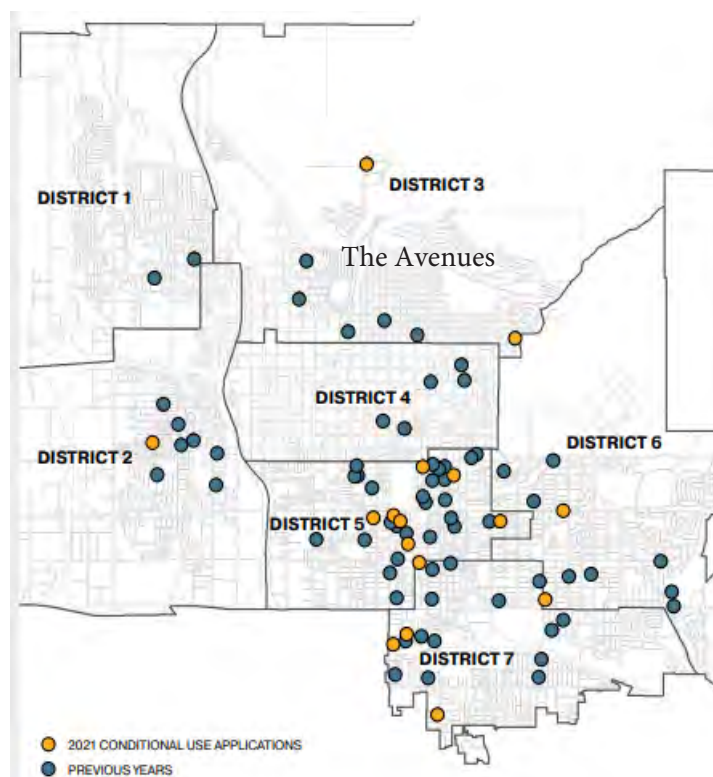 DISTRICT 3
DISTRICT 1
The Avenues
DISTRICT 4
DISTRICT 6
DISTRICT 2
DISTRICT 5
DISTRICT 7
2021 CONDITIONAL USE APPLICATIONS
PREVIOUS YEARS